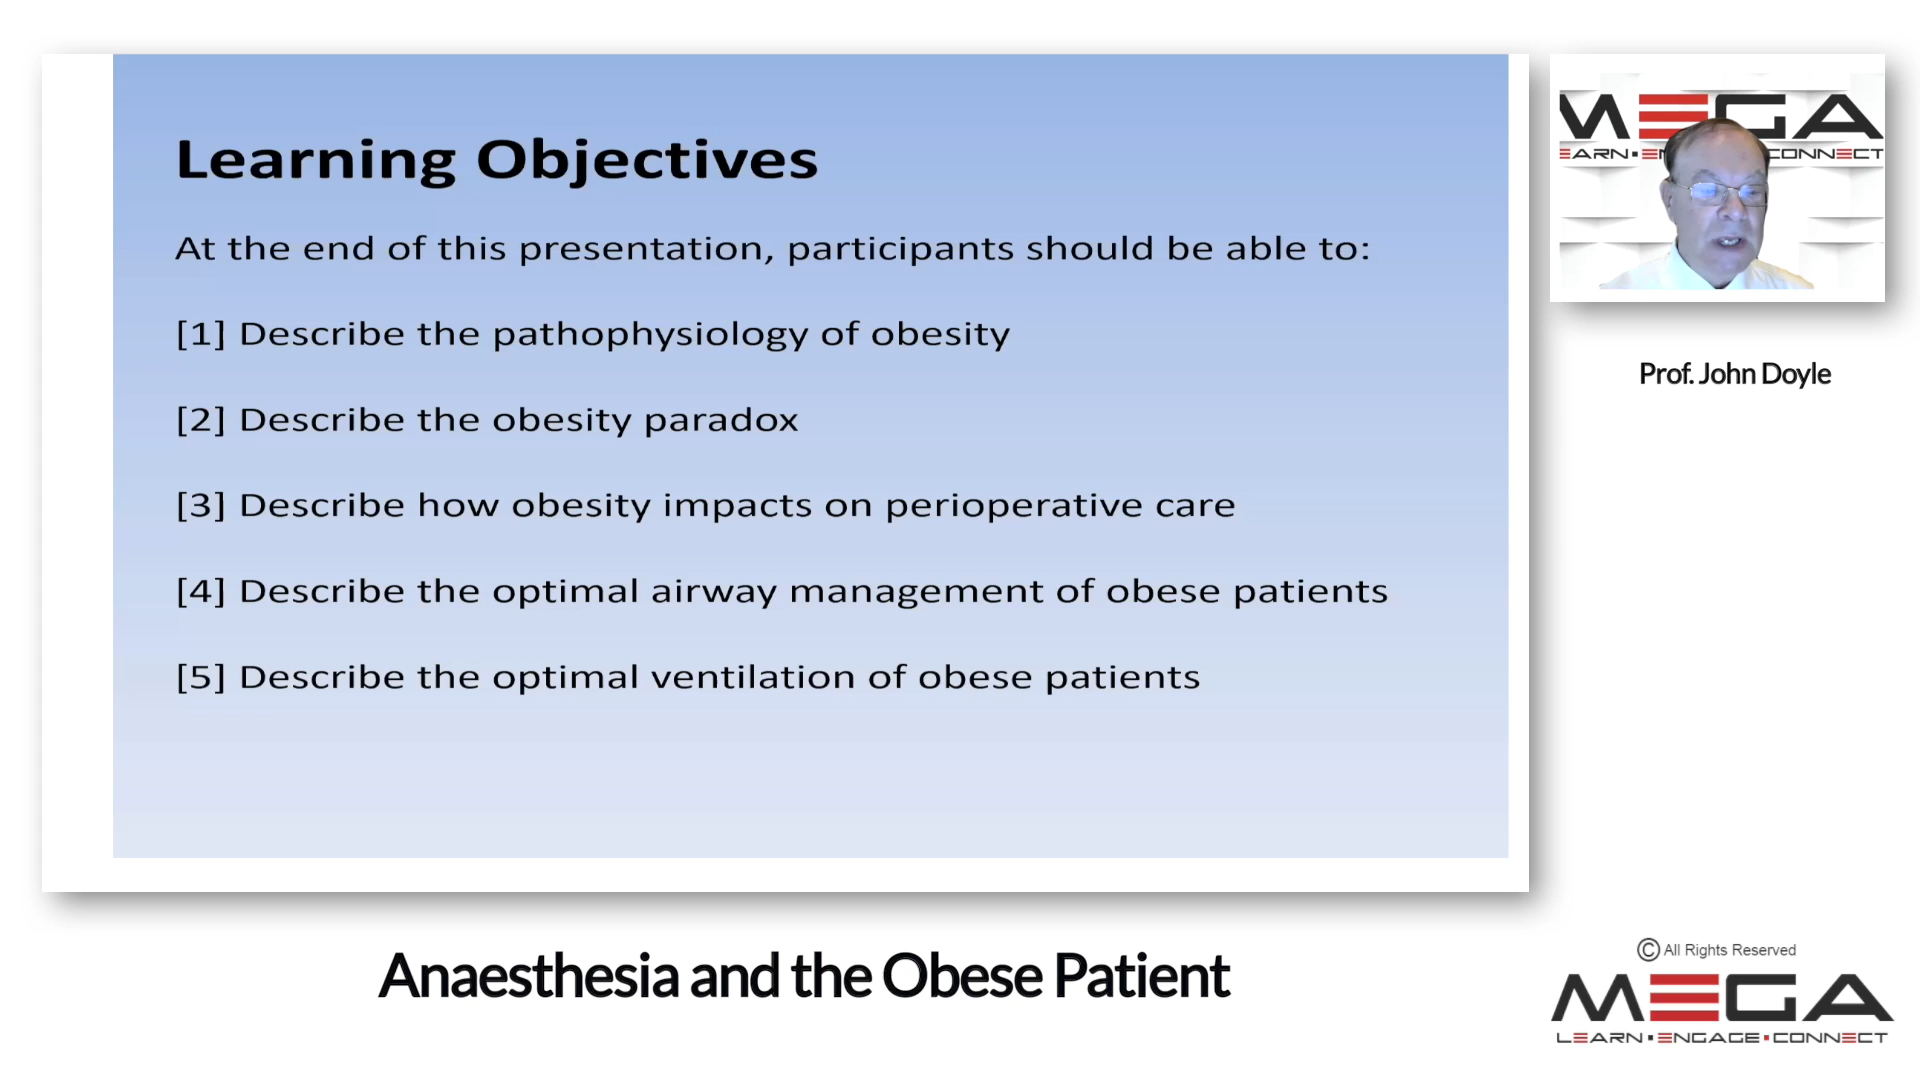 Learning Objectives
At the end of this presentation, participants should be able to:
[1] Describe the pathophysiology of obesity
[2] Describe the obesity paradox
[3] Describe how obesity impacts on perioperative care
[4] Describe the optimal airway management of obese patients
[5] Describe the optimal ventilation of obese patients
MEGA
CONNECT
Prof. John Doyle
Anaesthesia and the Obese Patient
© All Rights Reserved
MEGA
LEARN▪ENGAGE▪CONNECT